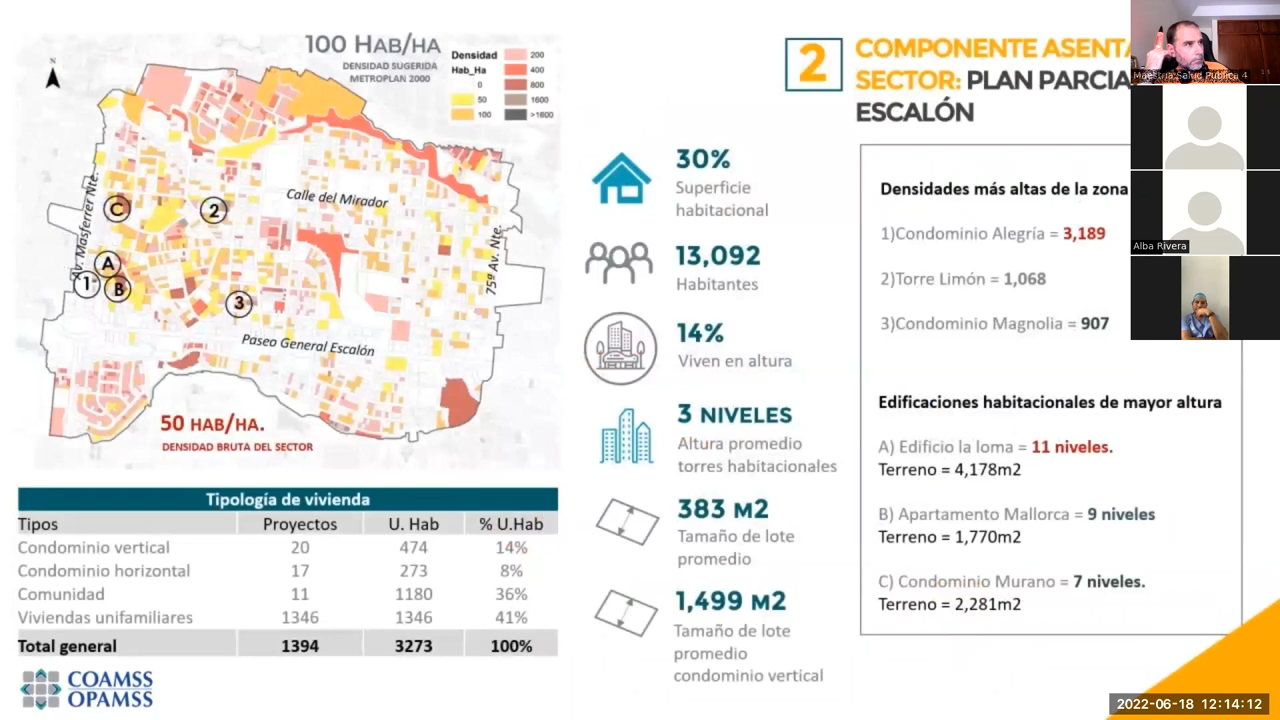 100 HAB/HA
DENSIDAD SUGERIDA
METROPLAN 2000
N
Densidad
Hab_Ha
0
50
100
200
400
800
1600
>1600
Calle del Mirador
Av. Masferrer Nte.
75ª Av. Nte.
Paseo General Escalón
C
2
A
1
B
3
50 HAB/HA.
DENSIDAD BRUTA DEL SECTOR
Tipología de vivienda
Tipos Proyectos U. Hab % U.Hab
Condominio vertical 20 474 14%
Condominio horizontal 17 273 8%
Comunidad 11 1180 36%
Viviendas unifamiliares 1346 1346 41%
Total general 1394 3273 100%
COAMSS
OPAMSS
30%
Superficie
habitacional
13,092
Habitantes
14%
Viven en altura
3 NIVELES
Altura promedio
torres habitacionales
383 M2
Tamaño de lote
promedio
1,499 M2
Tamaño de lote
promedio
condominio vertical
2
COMPONENTE ASENTA
SECTOR: PLAN PARCIA
ESCALÓN
Densidades más altas de la zona
1)Condominio Alegría = 3,189
2)Torre Limón = 1,068
3)Condominio Magnolia = 907
Edificaciones habitacionales de mayor altura
A) Edificio la loma = 11 niveles.
Terreno = 4,178m2
B) Apartamento Mallorca = 9 niveles
Terreno = 1,770m2
C) Condominio Murano = 7 niveles.
Terreno = 2,281m2
Maestria Salud Publica 4
Alba Rivera
2022-06-18 12:14:12